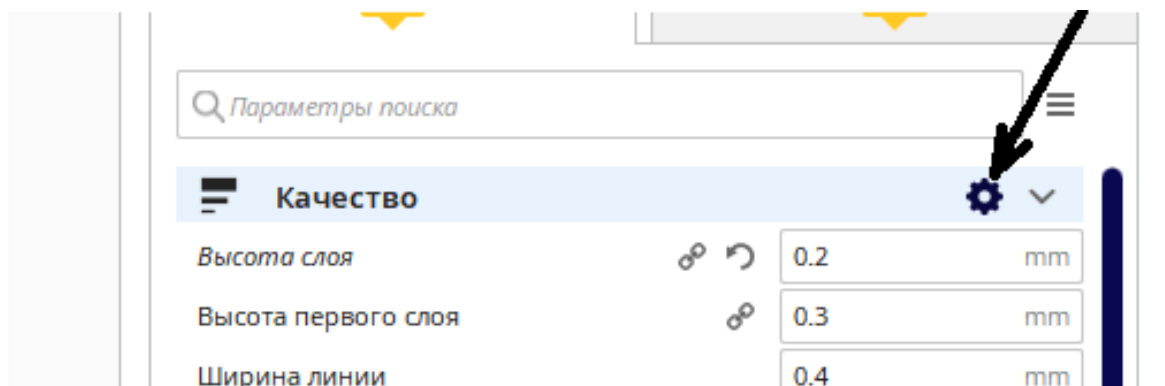 Параметры поиска
Качество
Высота слоя 0.2 mm
Высота первого слоя 0.3 mm
Ширина линии 0.4 mm